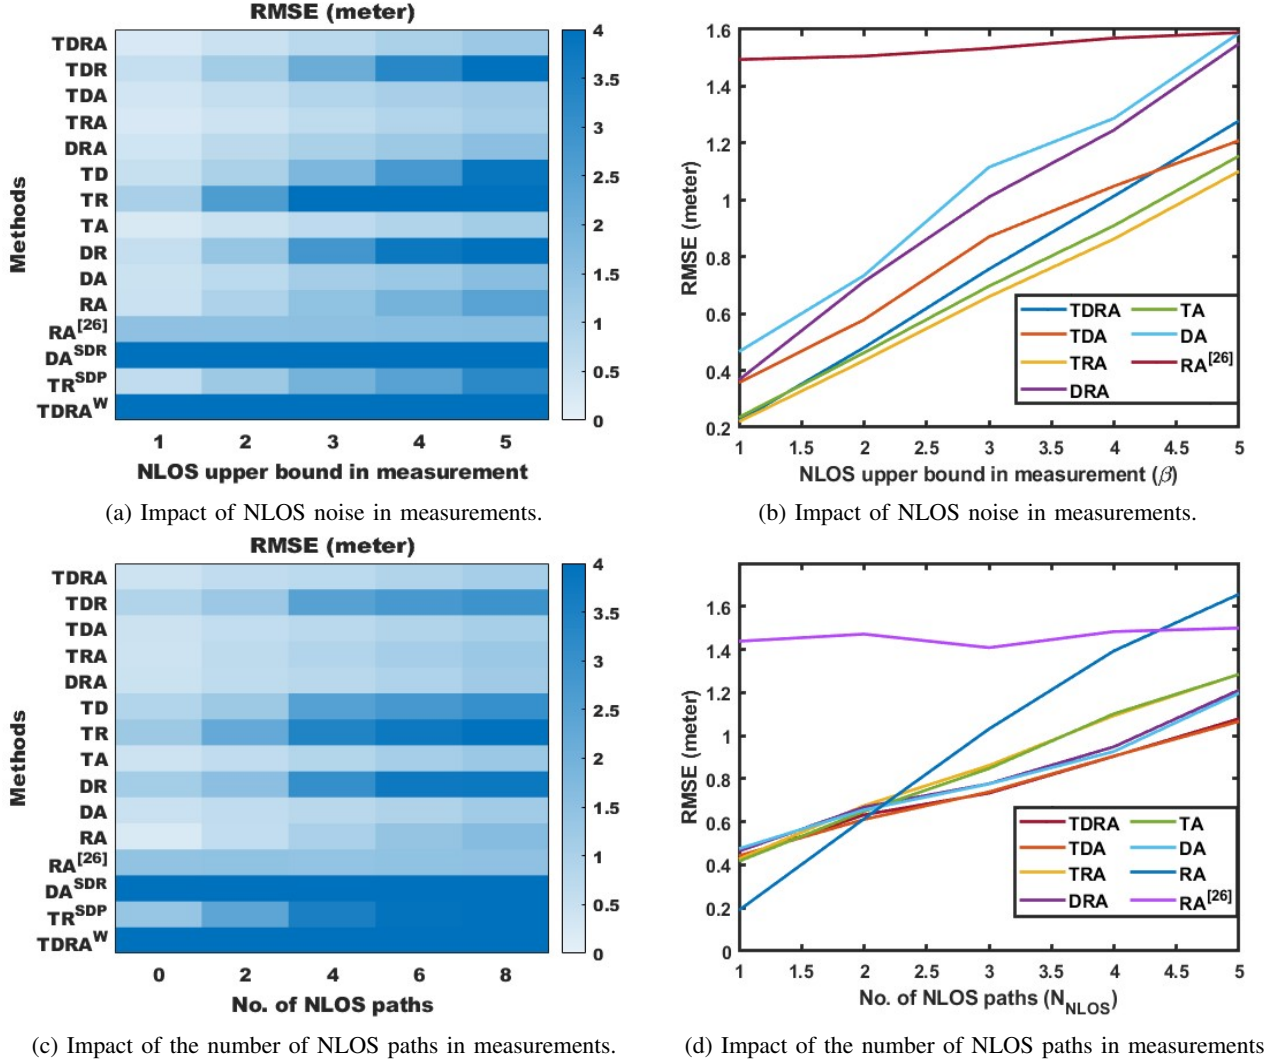 RMSE (meter)
TDRA
TDR
TDA
TRA
DRA
TD
TR
TA
DR
DA
RA
RA[26]
DASDR
TRSDP
TDRAW
Methods
1 2 3 4 5
NLOS upper bound in measurement
4
3.5
3
2.5
2
1.5
1
0.5
0
(a) Impact of NLOS noise in measurements.
1.6
1.4
1.2
1
0.8
0.6
0.4
0.2
RMSE (meter)
1 1.5 2 2.5 3 3.5 4 4.5 5
NLOS upper bound in measurement (β)
TDRA TA
TDA DA
TRA RA[26]
DRA
(b) Impact of NLOS noise in measurements.
RMSE (meter)
TDRA
TDR
TDA
TRA
DRA
TD
TR
TA
DR
DA
RA
RA[26]
DASDR
TRSDP
TDRAW
Methods
0 2 4 6 8
No. of NLOS paths
4
3.5
3
2.5
2
1.5
1
0.5
0
(c) Impact of the number of NLOS paths in measurements.
1.6
1.4
1.2
1
0.8
0.6
0.4
0.2
0
RMSE (meter)
1 1.5 2 2.5 3 3.5 4 4.5 5
No. of NLOS paths (NNLOS)
TDRA TA
TDA DA
TRA RA
DRA RA[26]
(d) Impact of the number of NLOS paths in measurements